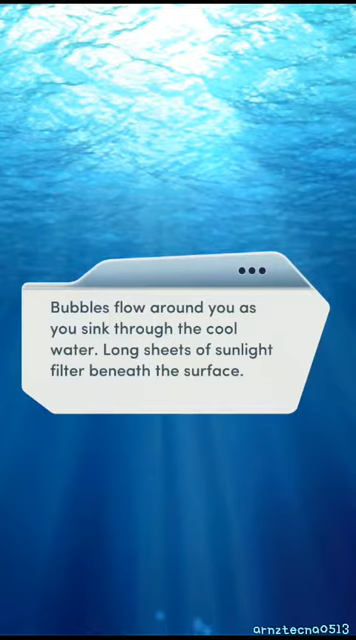 Bubbles flow around you as
you sink through the cool
water. Long sheets of sunlight
filter beneath the surface.
arnztecna0513